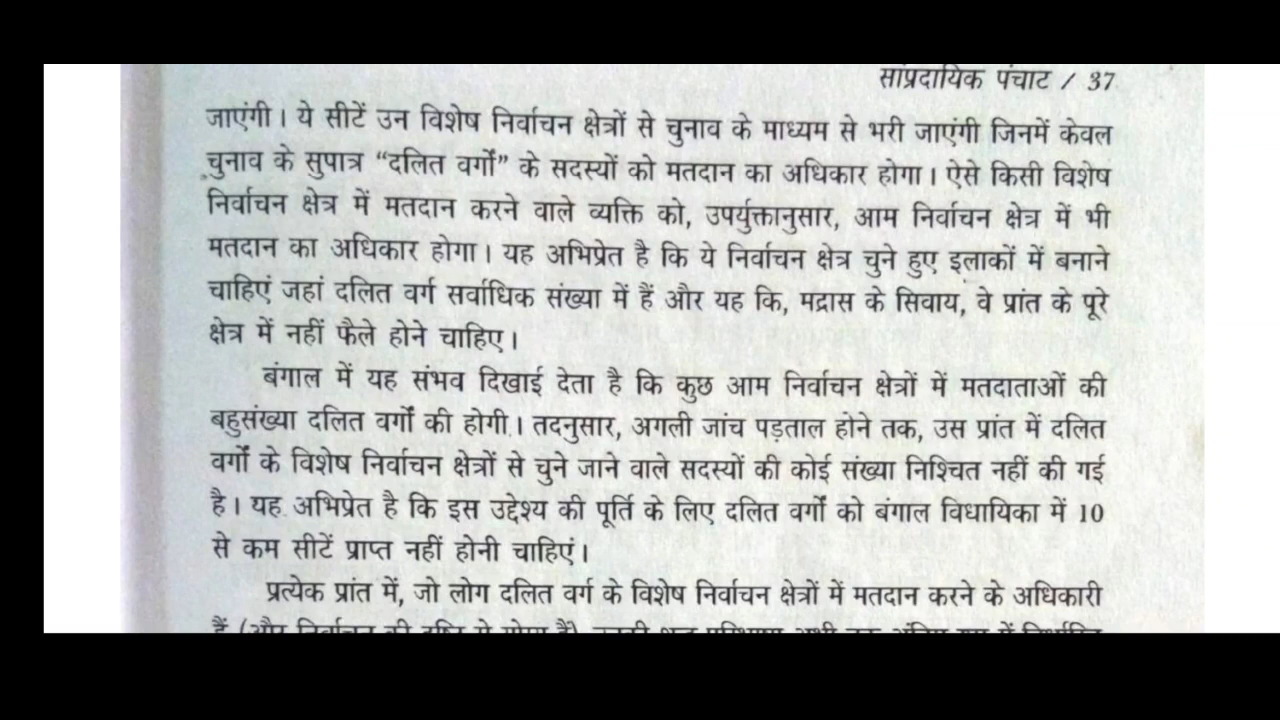 सांप्रदायिक पंचाट / 37
जाएंगी। ये सीटें उन विशेष निर्वाचन क्षेत्रों से चुनाव के माध्यम से भरी जाएंगी जिनमें केवल
चुनाव के सुपात्र “दलित वर्गों” के सदस्यों को मतदान का अधिकार होगा। ऐसे किसी विशेष
निर्वाचन क्षेत्र में मतदान करने वाले व्यक्ति को, उपर्युक्तानुसार, आम निर्वाचन क्षेत्र में भी
मतदान का अधिकार होगा। यह अभिप्रेत है कि ये निर्वाचन क्षेत्र चुने हुए इलाकों में बनाने
चाहिएं जहां दलित वर्ग सर्वाधिक संख्या में हैं और यह कि, मद्रास के सिवाय, वे प्रांत के पूरे
क्षेत्र में नहीं फैले होने चाहिए।
बंगाल में यह संभव दिखाई देता है कि कुछ आम निर्वाचन क्षेत्रों में मतदाताओं की
बहुसंख्या दलित वर्गों की होगी। तदनुसार, अगली जांच पड़ताल होने तक, उस प्रांत में दलित
वर्गों के विशेष निर्वाचन क्षेत्रों से चुने जाने वाले सदस्यों की कोई संख्या निश्चित नहीं की गई
है। यह अभिप्रेत है कि इस उद्देश्य की पूर्ति के लिए दलित वर्गों को बंगाल विधायिका में 10
से कम सीटें प्राप्त नहीं होनी चाहिएं।
प्रत्येक प्रांत में, जो लोग दलित वर्ग के विशेष निर्वाचन क्षेत्रों में मतदान करने के अधिकारी